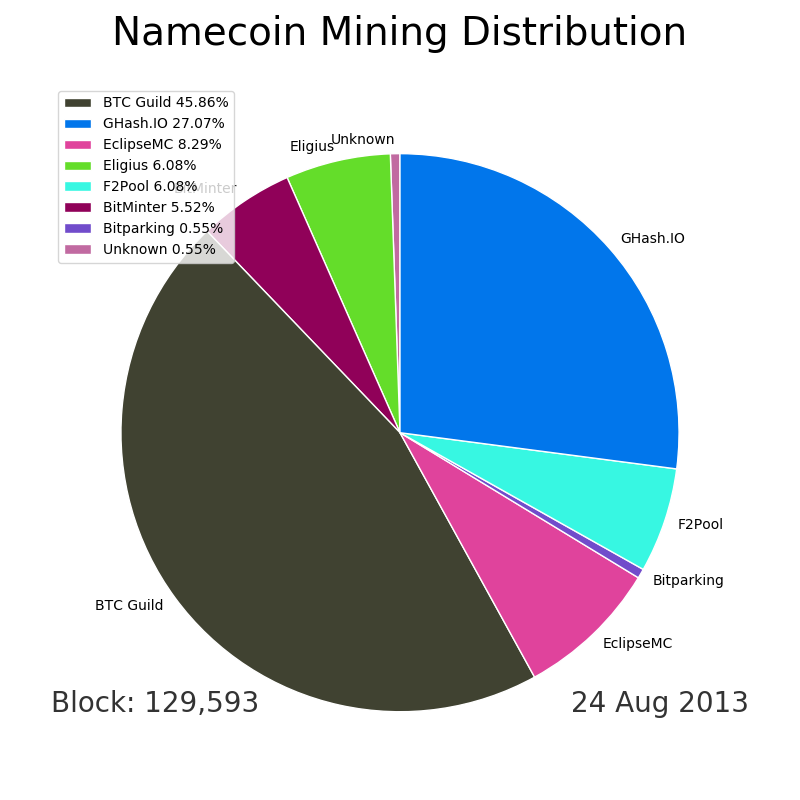 Namecoin Mining Distribution
BTC Guild 45.86%
GHash.IO 27.07%
EclipseMC 8.29%
Eligius 6.08%
F2Pool 6.08%
BitMinter 5.52%
Bitparking 0.55%
Unknown 0.55%
Unknown
Eligius
BitMinter
GHash.IO
F2Pool
Bitparking
BTC Guild
EclipseMC
Block: 129,593
24 Aug 2013